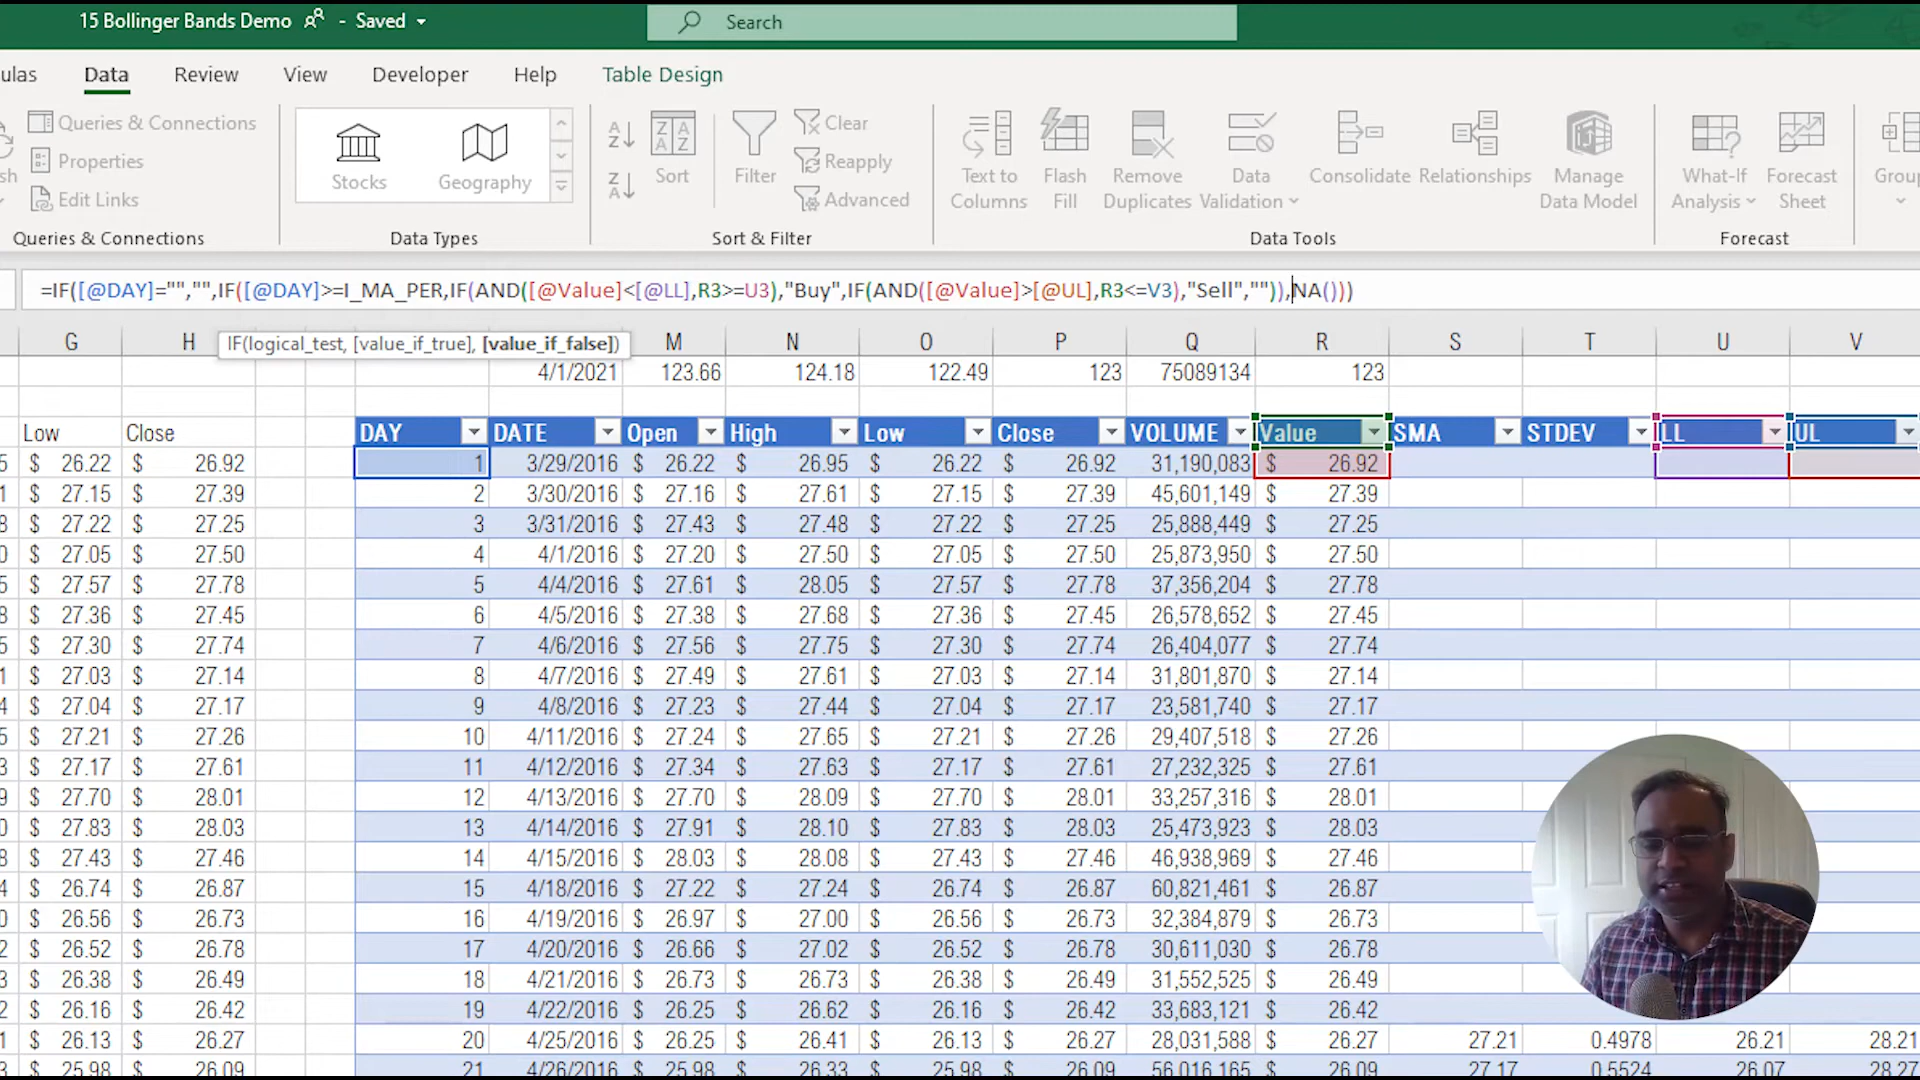 15 Bollinger Bands Demo - Saved
Search
ulas Data Review View Developer Help Table Design
Queries & Connections
Properties
Edit Links
sh
Queries & Connections
Stocks Geography
Data Types
Sort
Filter
Clear
Reapply
Advanced
Sort & Filter
Text to Columns
Flash Fill
Remove Duplicates
Data Validation
Consolidate
Relationships
Manage Data Model
Data Tools
What-If Analysis
Forecast Sheet
Forecast
Group
=IF([@DAY]="","",IF([@DAY]>=I_MA_PER,IF(AND([@Value]<[@LL],R3>=U3),"Buy",IF(AND([@Value]>[@UL],R3<=V3),"Sell","")),NA()))
IF(logical_test, [value_if_true], [value_if_false])
G H M N O P Q R S T U V
4/1/2021 123.66 124.18 122.49 123 75089134 123
Low Close DAY DATE Open High Low Close VOLUME Value SMA STDEV LL UL
5 $ 26.22 $ 26.92 1 3/29/2016 $ 26.22 $ 26.95 $ 26.22 $ 26.92 31,190,083 $ 26.92
1 $ 27.15 $ 27.39 2 3/30/2016 $ 27.16 $ 27.61 $ 27.15 $ 27.39 45,601,149 $ 27.39
8 $ 27.22 $ 27.25 3 3/31/2016 $ 27.43 $ 27.48 $ 27.22 $ 27.25 25,888,449 $ 27.25
0 $ 27.05 $ 27.50 4 4/1/2016 $ 27.20 $ 27.50 $ 27.05 $ 27.50 25,873,950 $ 27.50
5 $ 27.57 $ 27.78 5 4/4/2016 $ 27.61 $ 28.05 $ 27.57 $ 27.78 37,356,204 $ 27.78
8 $ 27.36 $ 27.45 6 4/5/2016 $ 27.38 $ 27.68 $ 27.36 $ 27.45 26,578,652 $ 27.45
5 $ 27.30 $ 27.74 7 4/6/2016 $ 27.56 $ 27.75 $ 27.30 $ 27.74 26,404,077 $ 27.74
1 $ 27.03 $ 27.14 8 4/7/2016 $ 27.49 $ 27.61 $ 27.03 $ 27.14 31,801,870 $ 27.14
4 $ 27.04 $ 27.17 9 4/8/2016 $ 27.23 $ 27.44 $ 27.04 $ 27.17 23,581,740 $ 27.17
5 $ 27.21 $ 27.26 10 4/11/2016 $ 27.24 $ 27.65 $ 27.21 $ 27.26 29,407,518 $ 27.26
3 $ 27.17 $ 27.61 11 4/12/2016 $ 27.34 $ 27.63 $ 27.17 $ 27.61 27,232,325 $ 27.61
9 $ 27.70 $ 28.01 12 4/13/2016 $ 27.70 $ 28.09 $ 27.70 $ 28.01 33,257,316 $ 28.01
0 $ 27.83 $ 28.03 13 4/14/2016 $ 27.91 $ 28.10 $ 27.83 $ 28.03 25,473,923 $ 28.03
8 $ 27.43 $ 27.46 14 4/15/2016 $ 28.03 $ 28.08 $ 27.43 $ 27.46 46,938,969 $ 27.46
4 $ 26.74 $ 26.87 15 4/18/2016 $ 27.22 $ 27.24 $ 26.74 $ 26.87 60,821,461 $ 26.87
0 $ 26.56 $ 26.73 16 4/19/2016 $ 26.97 $ 27.00 $ 26.56 $ 26.73 32,384,879 $ 26.73
2 $ 26.52 $ 26.78 17 4/20/2016 $ 26.66 $ 27.02 $ 26.52 $ 26.78 30,611,030 $ 26.78
3 $ 26.38 $ 26.49 18 4/21/2016 $ 26.73 $ 26.73 $ 26.38 $ 26.49 31,552,525 $ 26.49
2 $ 26.16 $ 26.42 19 4/22/2016 $ 26.25 $ 26.62 $ 26.16 $ 26.42 33,683,121 $ 26.42
1 $ 26.13 $ 26.27 20 4/25/2016 $ 26.25 $ 26.41 $ 26.13 $ 26.27 28,031,588 $ 26.27 27.21 0.4978 26.21 28.21
3 $ 25.98 $ 26.09 21 4/26/2016 $ 26.25 $ 26.33 $ 25.98 $ 26.09 56,016,165 $ 26.09 27.17 0.5524 26.07 28.27